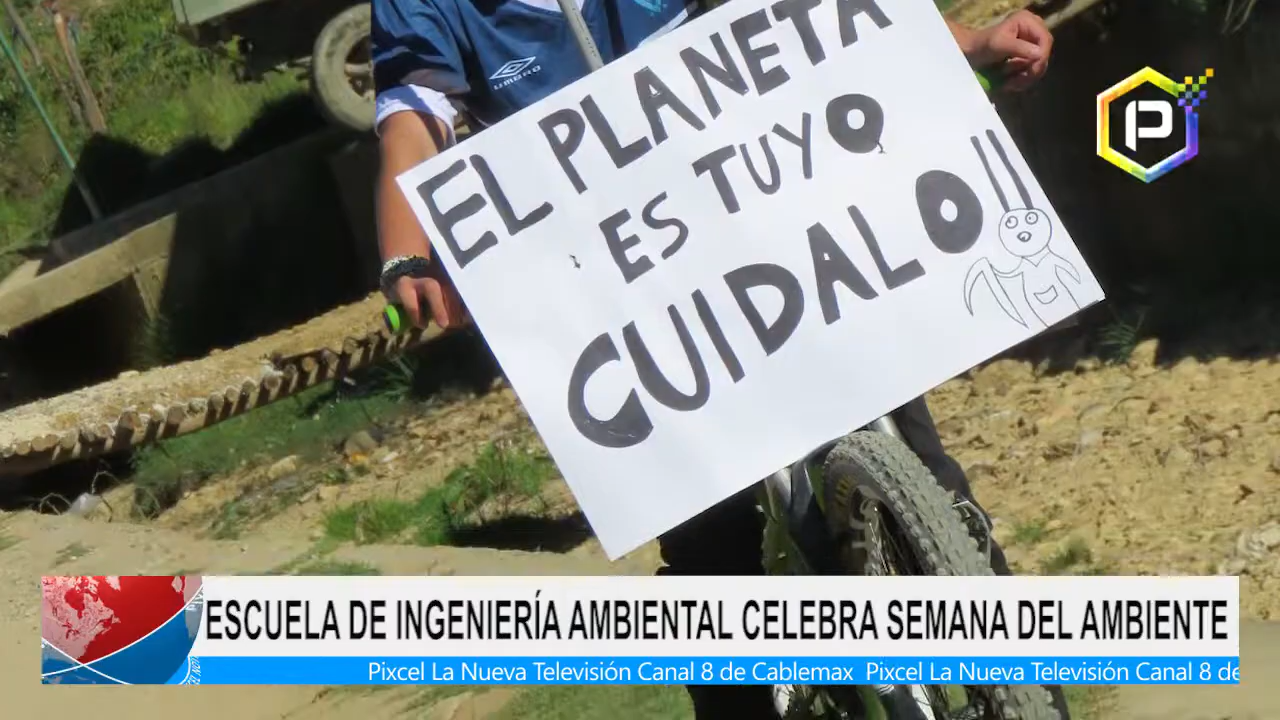 UMBRO
EL PLANETA
ES TUYO
CUIDALO!!!
P
ESCUELA DE INGENIERÍA AMBIENTAL CELEBRA SEMANA DEL AMBIENTE
Pixcel La Nueva Televisión Canal 8 de Cablemax Pixcel La Nueva Televisión Canal 8 de